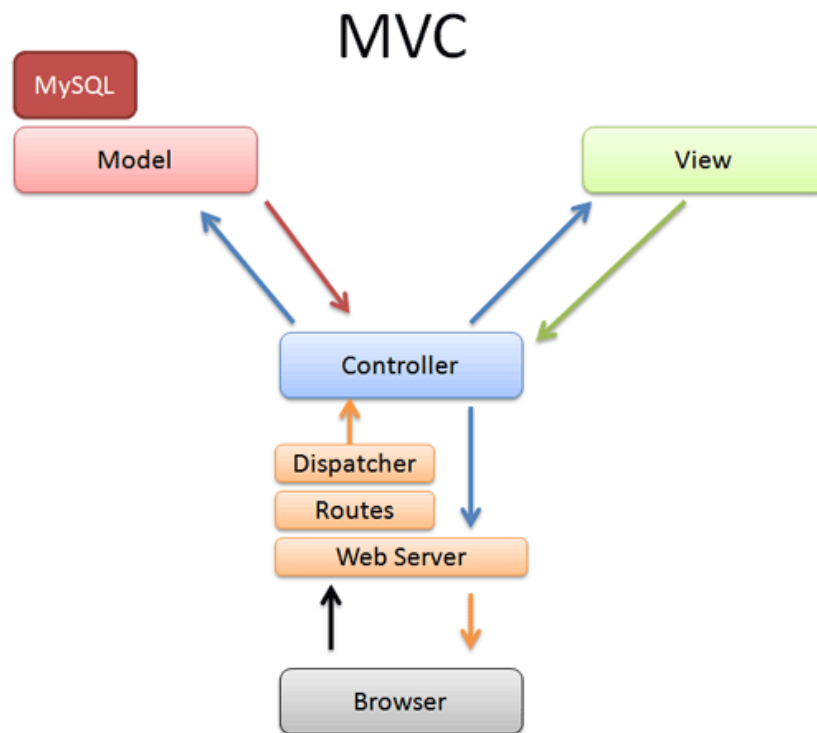 MVC
MySQL
Model
View
Controller
Dispatcher
Routes
Web Server
Browser